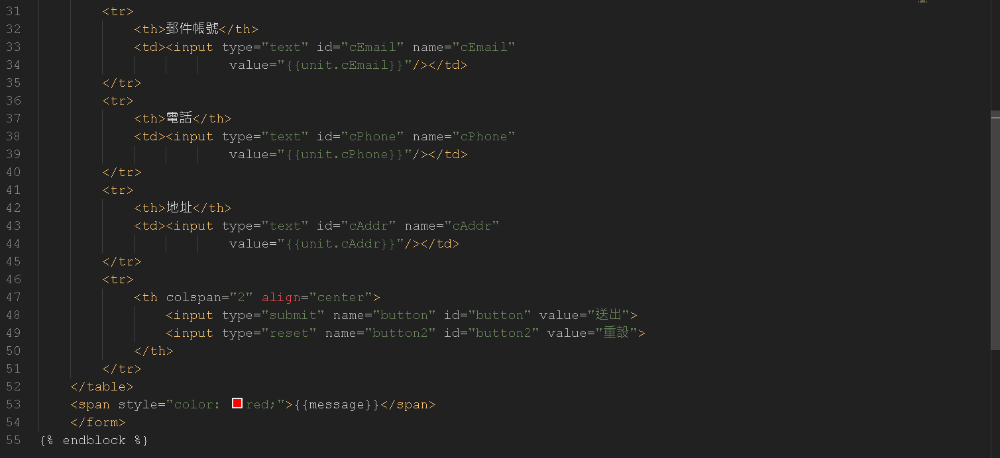 31 <tr>
32 <th>郵件帳號</th>
33 <td><input type="text" id="cEmail" name="cEmail"
34 value="{{unit.cEmail}}"/></td>
35 </tr>
36 <tr>
37 <th>電話</th>
38 <td><input type="text" id="cPhone" name="cPhone"
39 value="{{unit.cPhone}}"/></td>
40 </tr>
41 <tr>
42 <th>地址</th>
43 <td><input type="text" id="cAddr" name="cAddr"
44 value="{{unit.cAddr}}"/></td>
45 </tr>
46 <tr>
47 <th colspan="2" align="center">
48 <input type="submit" name="button" id="button" value="送出">
49 <input type="reset" name="button2" id="button2" value="重設">
50 </th>
51 </tr>
52 </table>
53 <span style="color: red;">{{message}}</span>
54 </form>
55 {% endblock %}